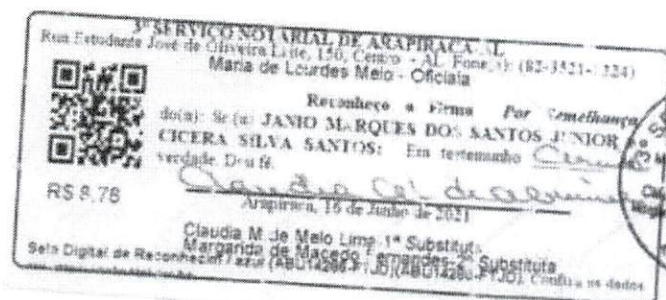 3º SERVIÇO NOTARIAL DE ARAPIRACA-AL
Rua Estudante José de Oliveira Leite, 150, Centro - AL Fone(s): (82-3521-1324)
Maria de Lourdes Melo - Oficiala
Reconheço a Firma Por Semelhança
do(a): Sr(a) JANIO MARQUES DOS SANTOS JUNIOR e
CICERA SILVA SANTOS: Em testemunho
verdade. Dou fé.
R$ 8,78
Arapiraca, 16 de Junho de 2021
Claudia M de Melo Lima-1ª Substituta
Margarida de Macedo Fernandes-2ª Substituta
Selo Digital de Confira os dados